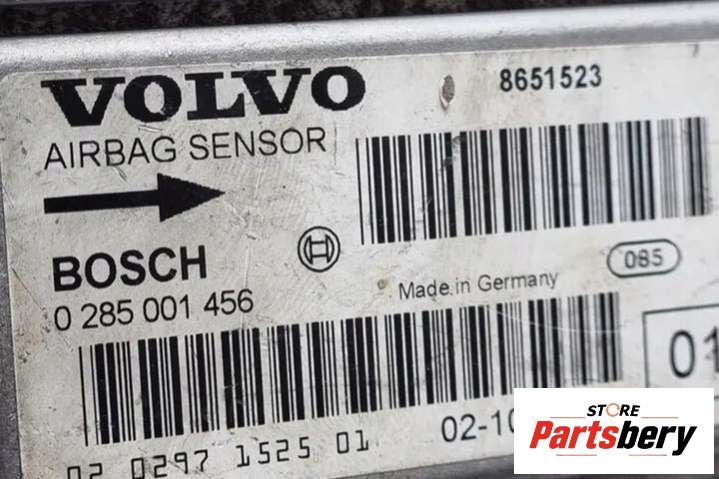 VOLVO
8651523
AIRBAG SENSOR
BOSCH
085
0 285 001 456
Made in Germany
01
02 0297 1525 01
02-10
STORE
Partsbery